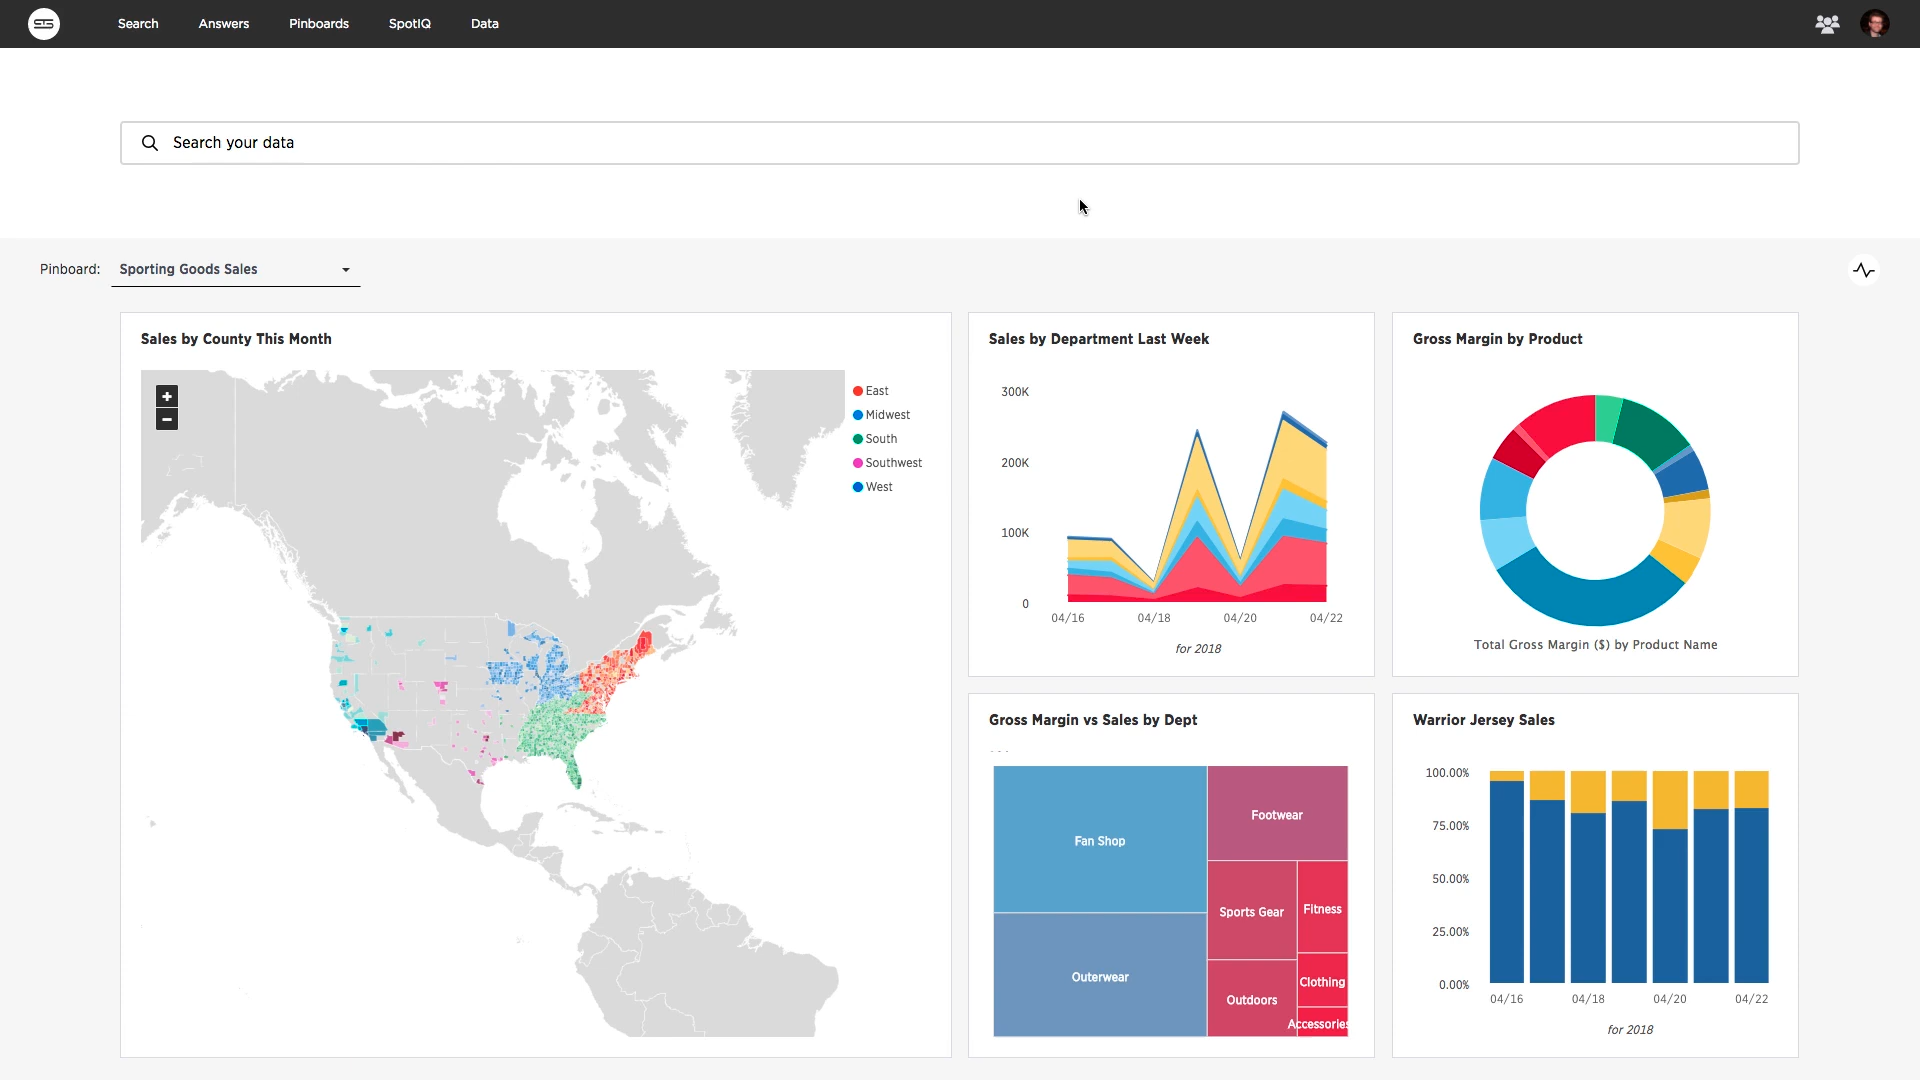 Search
Answers
Pinboards
SpotIQ
Data
Search your data
Pinboard:
Sporting Goods Sales
Sales by County This Month
+
−
East
Midwest
South
Southwest
West
Sales by Department Last Week
300K
200K
100K
0
04/16
04/18
04/20
04/22
for 2018
Gross Margin by Product
Total Gross Margin ($) by Product Name
Gross Margin vs Sales by Dept
Fan Shop
Footwear
Sports Gear
Fitness
Outerwear
Clothing
Outdoors
Accessories
Warrior Jersey Sales
100.00%
75.00%
50.00%
25.00%
0.00%
04/16
04/18
04/20
04/22
for 2018